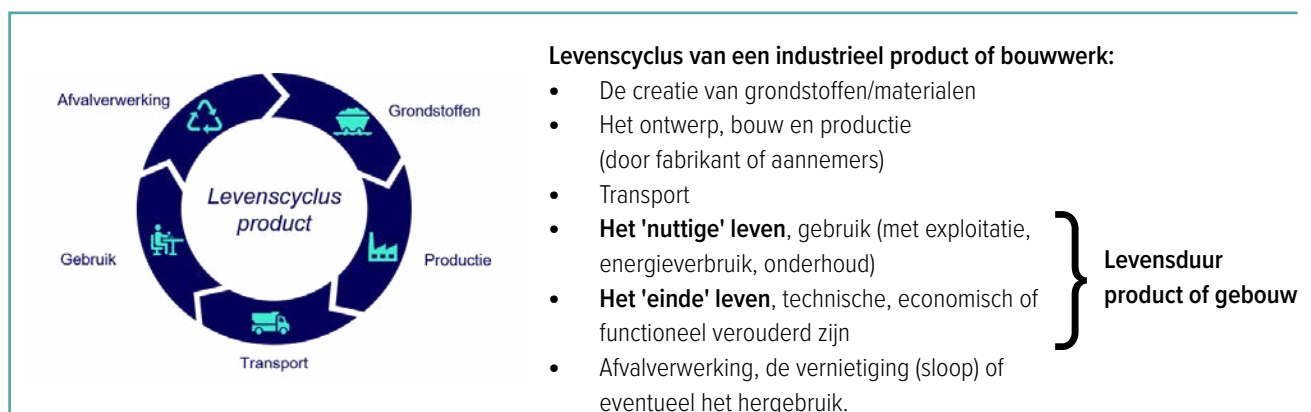 Afvalverwerking
Grondstoffen
Levenscyclus
product
Gebruik
Productie
Transport
Levenscyclus van een industrieel product of bouwwerk:
• De creatie van grondstoffen/materialen
• Het ontwerp, bouw en productie
(door fabrikant of aannemers)
• Transport
• Het 'nuttige' leven, gebruik (met exploitatie,
energieverbruik, onderhoud)
• Het 'einde' leven, technische, economisch of
functioneel verouderd zijn
• Afvalverwerking, de vernietiging (sloop) of
eventueel het hergebruik.
Levensduur
product of gebouw